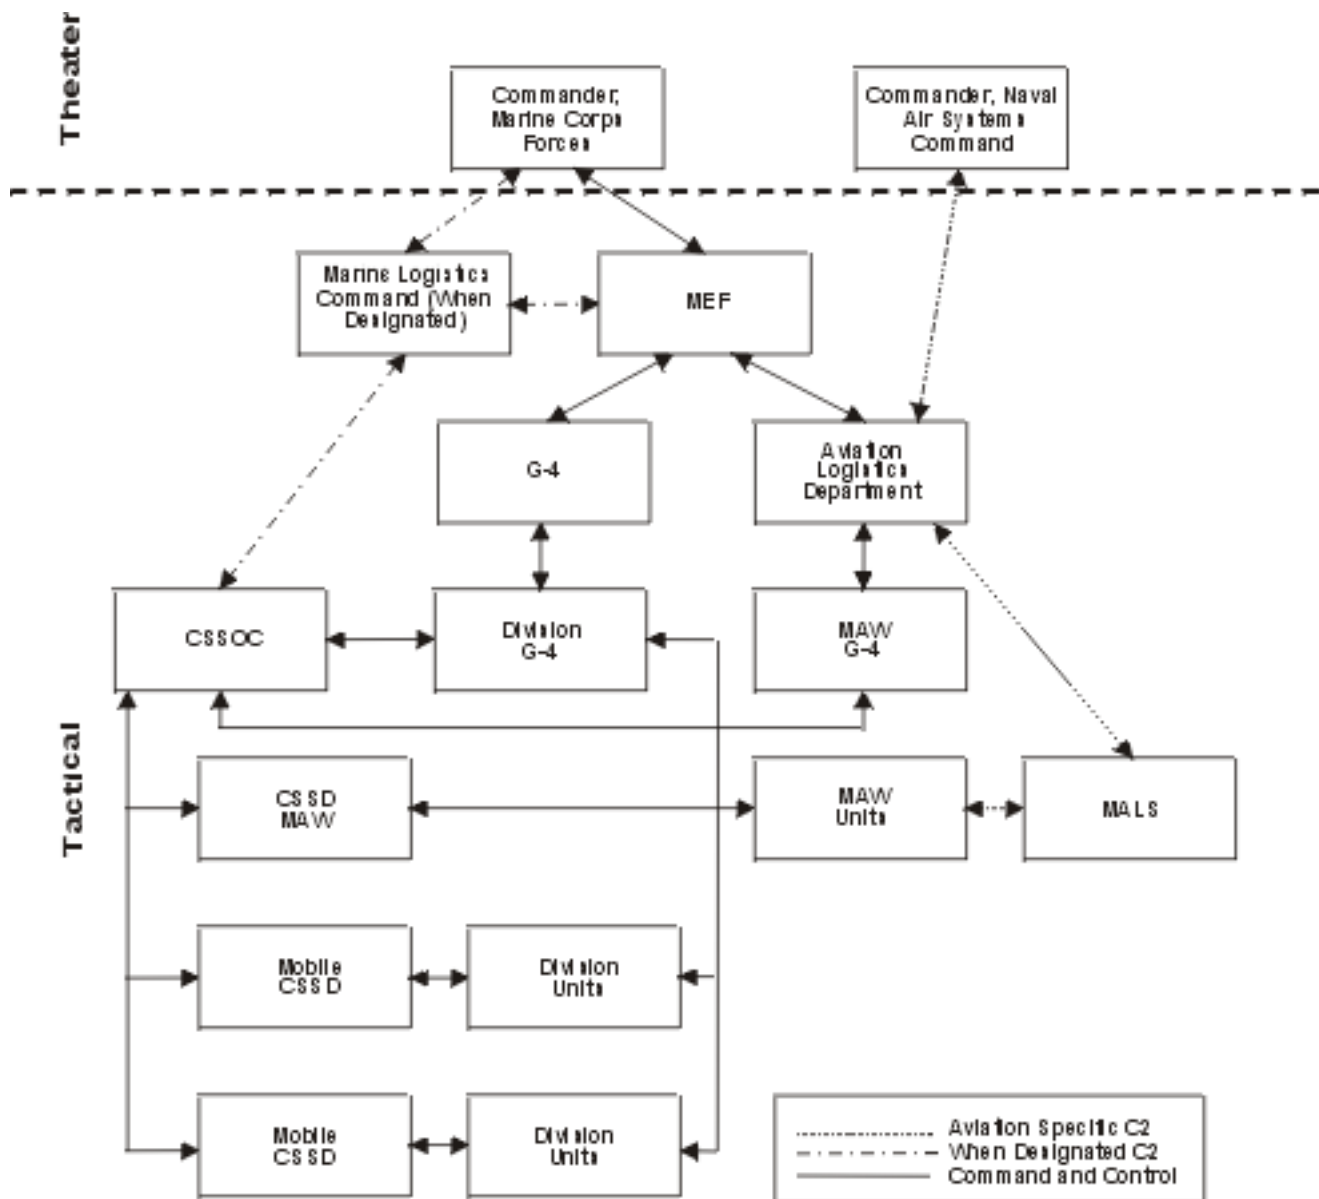 Theater
Commander,
Marine Corps
Forces
Commander, Naval
Air Systems
Command
Marine Logistics
Command (When
Designated)
MEF
G-4
Aviation
Logistics
Department
CSSOC
Division
G-4
MAW
G-4
Tactical
CSSD
MAW
MAW
Units
MALS
Mobile
CSSD
Division
Units
Mobile
CSSD
Division
Units
Aviation Specific C2
When Designated C2
Command and Control